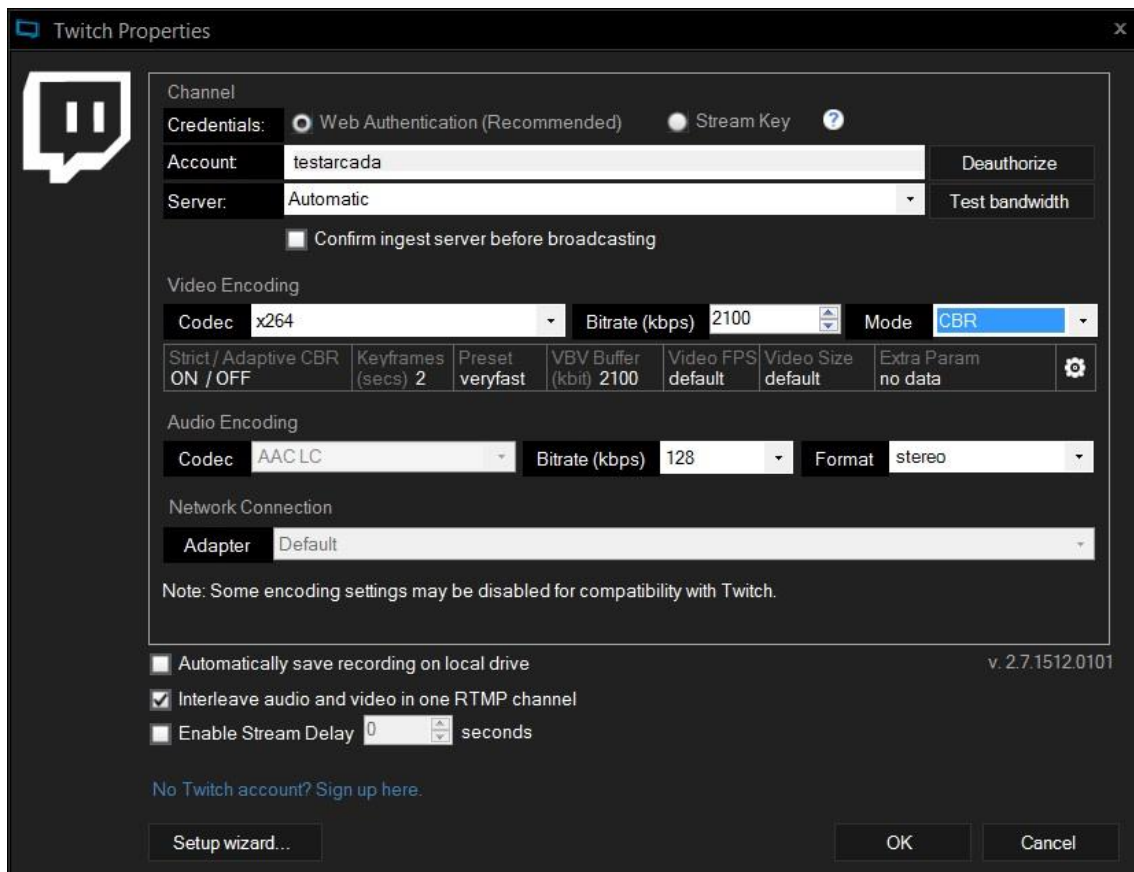 Twitch Properties x
Channel
Credentials: Web Authentication (Recommended) Stream Key ?
Account: testarcada Deauthorize
Server: Automatic Test bandwidth
Confirm ingest server before broadcasting
Video Encoding
Codec x264 Bitrate (kbps) 2100 Mode CBR
Strict / Adaptive CBR Keyframes Preset VBV Buffer Video FPS Video Size Extra Param
ON / OFF (secs) 2 veryfast (kbit) 2100 default default no data
Audio Encoding
Codec AAC LC Bitrate (kbps) 128 Format stereo
Network Connection
Adapter Default
Note: Some encoding settings may be disabled for compatibility with Twitch.
Automatically save recording on local drive v. 2.7.1512.0101
Interleave audio and video in one RTMP channel
Enable Stream Delay 0 seconds
No Twitch account? Sign up here.
Setup wizard... OK Cancel